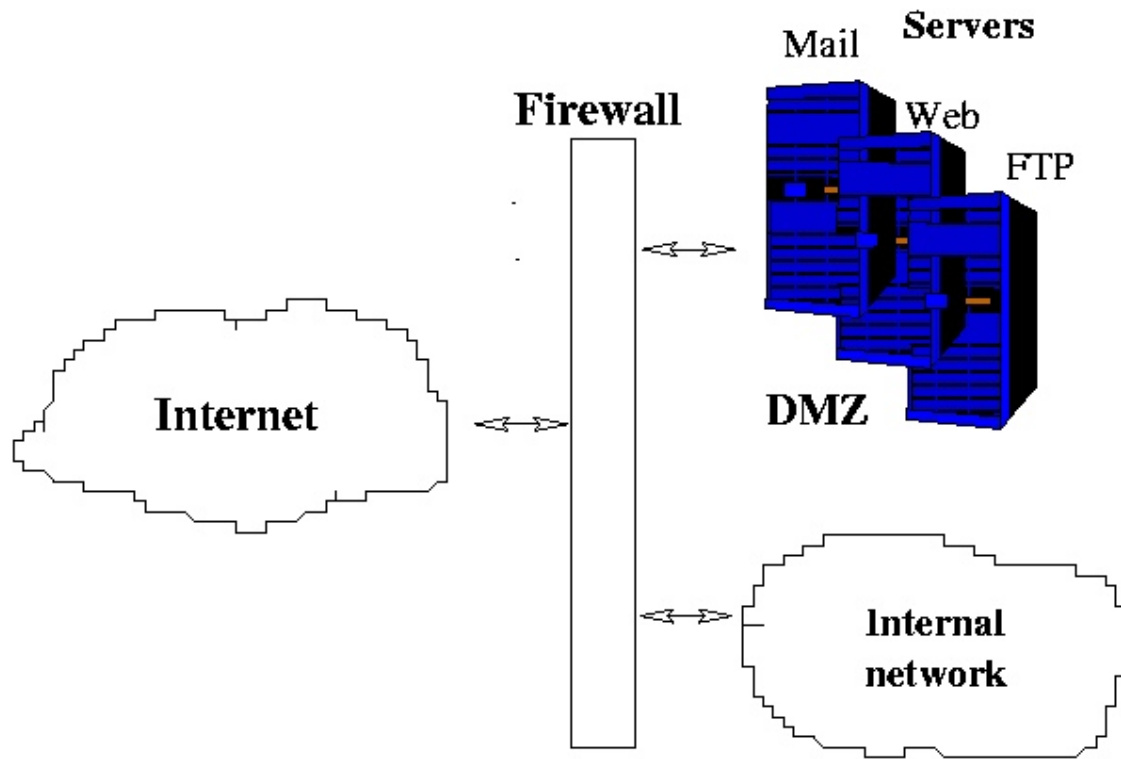 Servers
Mail
Firewall
Web
FTP
Internet
DMZ
Internal
network